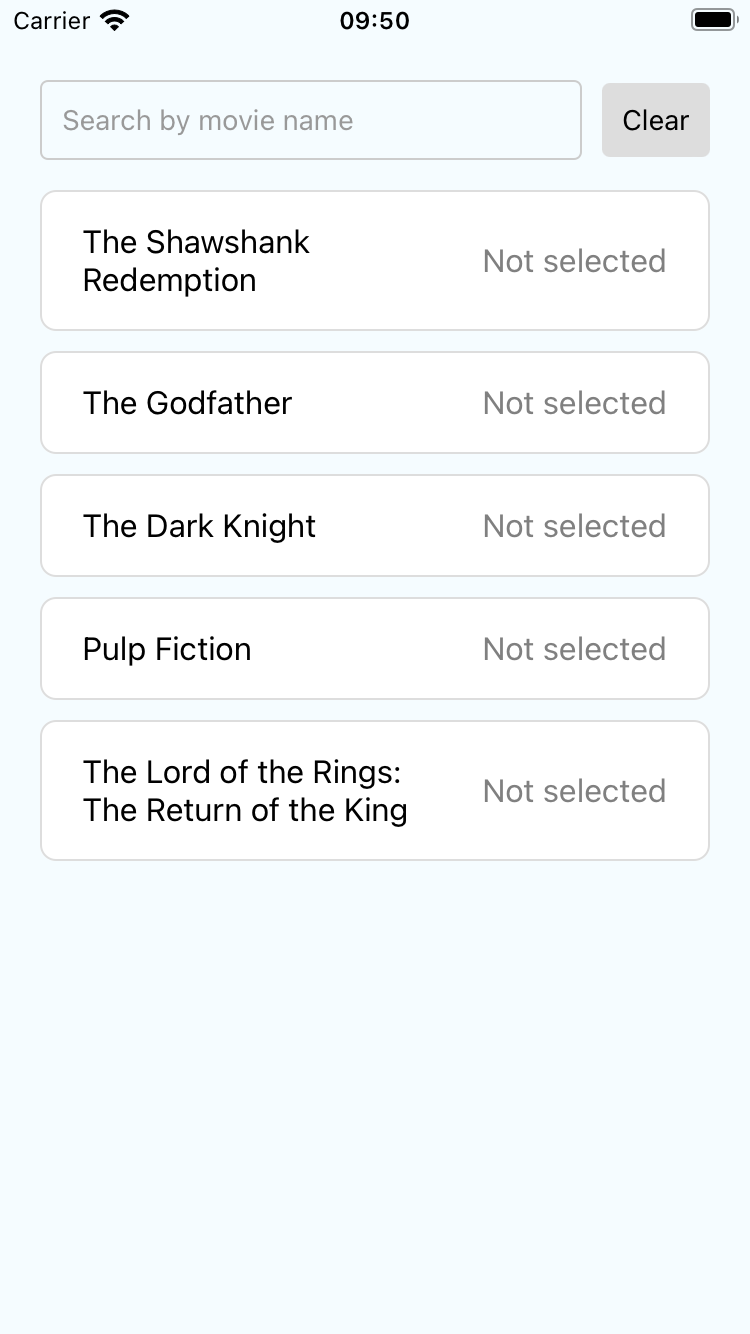 Carrier 09:50
Search by movie name Clear
The Shawshank
Redemption
Not selected
The Godfather Not selected
The Dark Knight Not selected
Pulp Fiction Not selected
The Lord of the Rings:
The Return of the King
Not selected